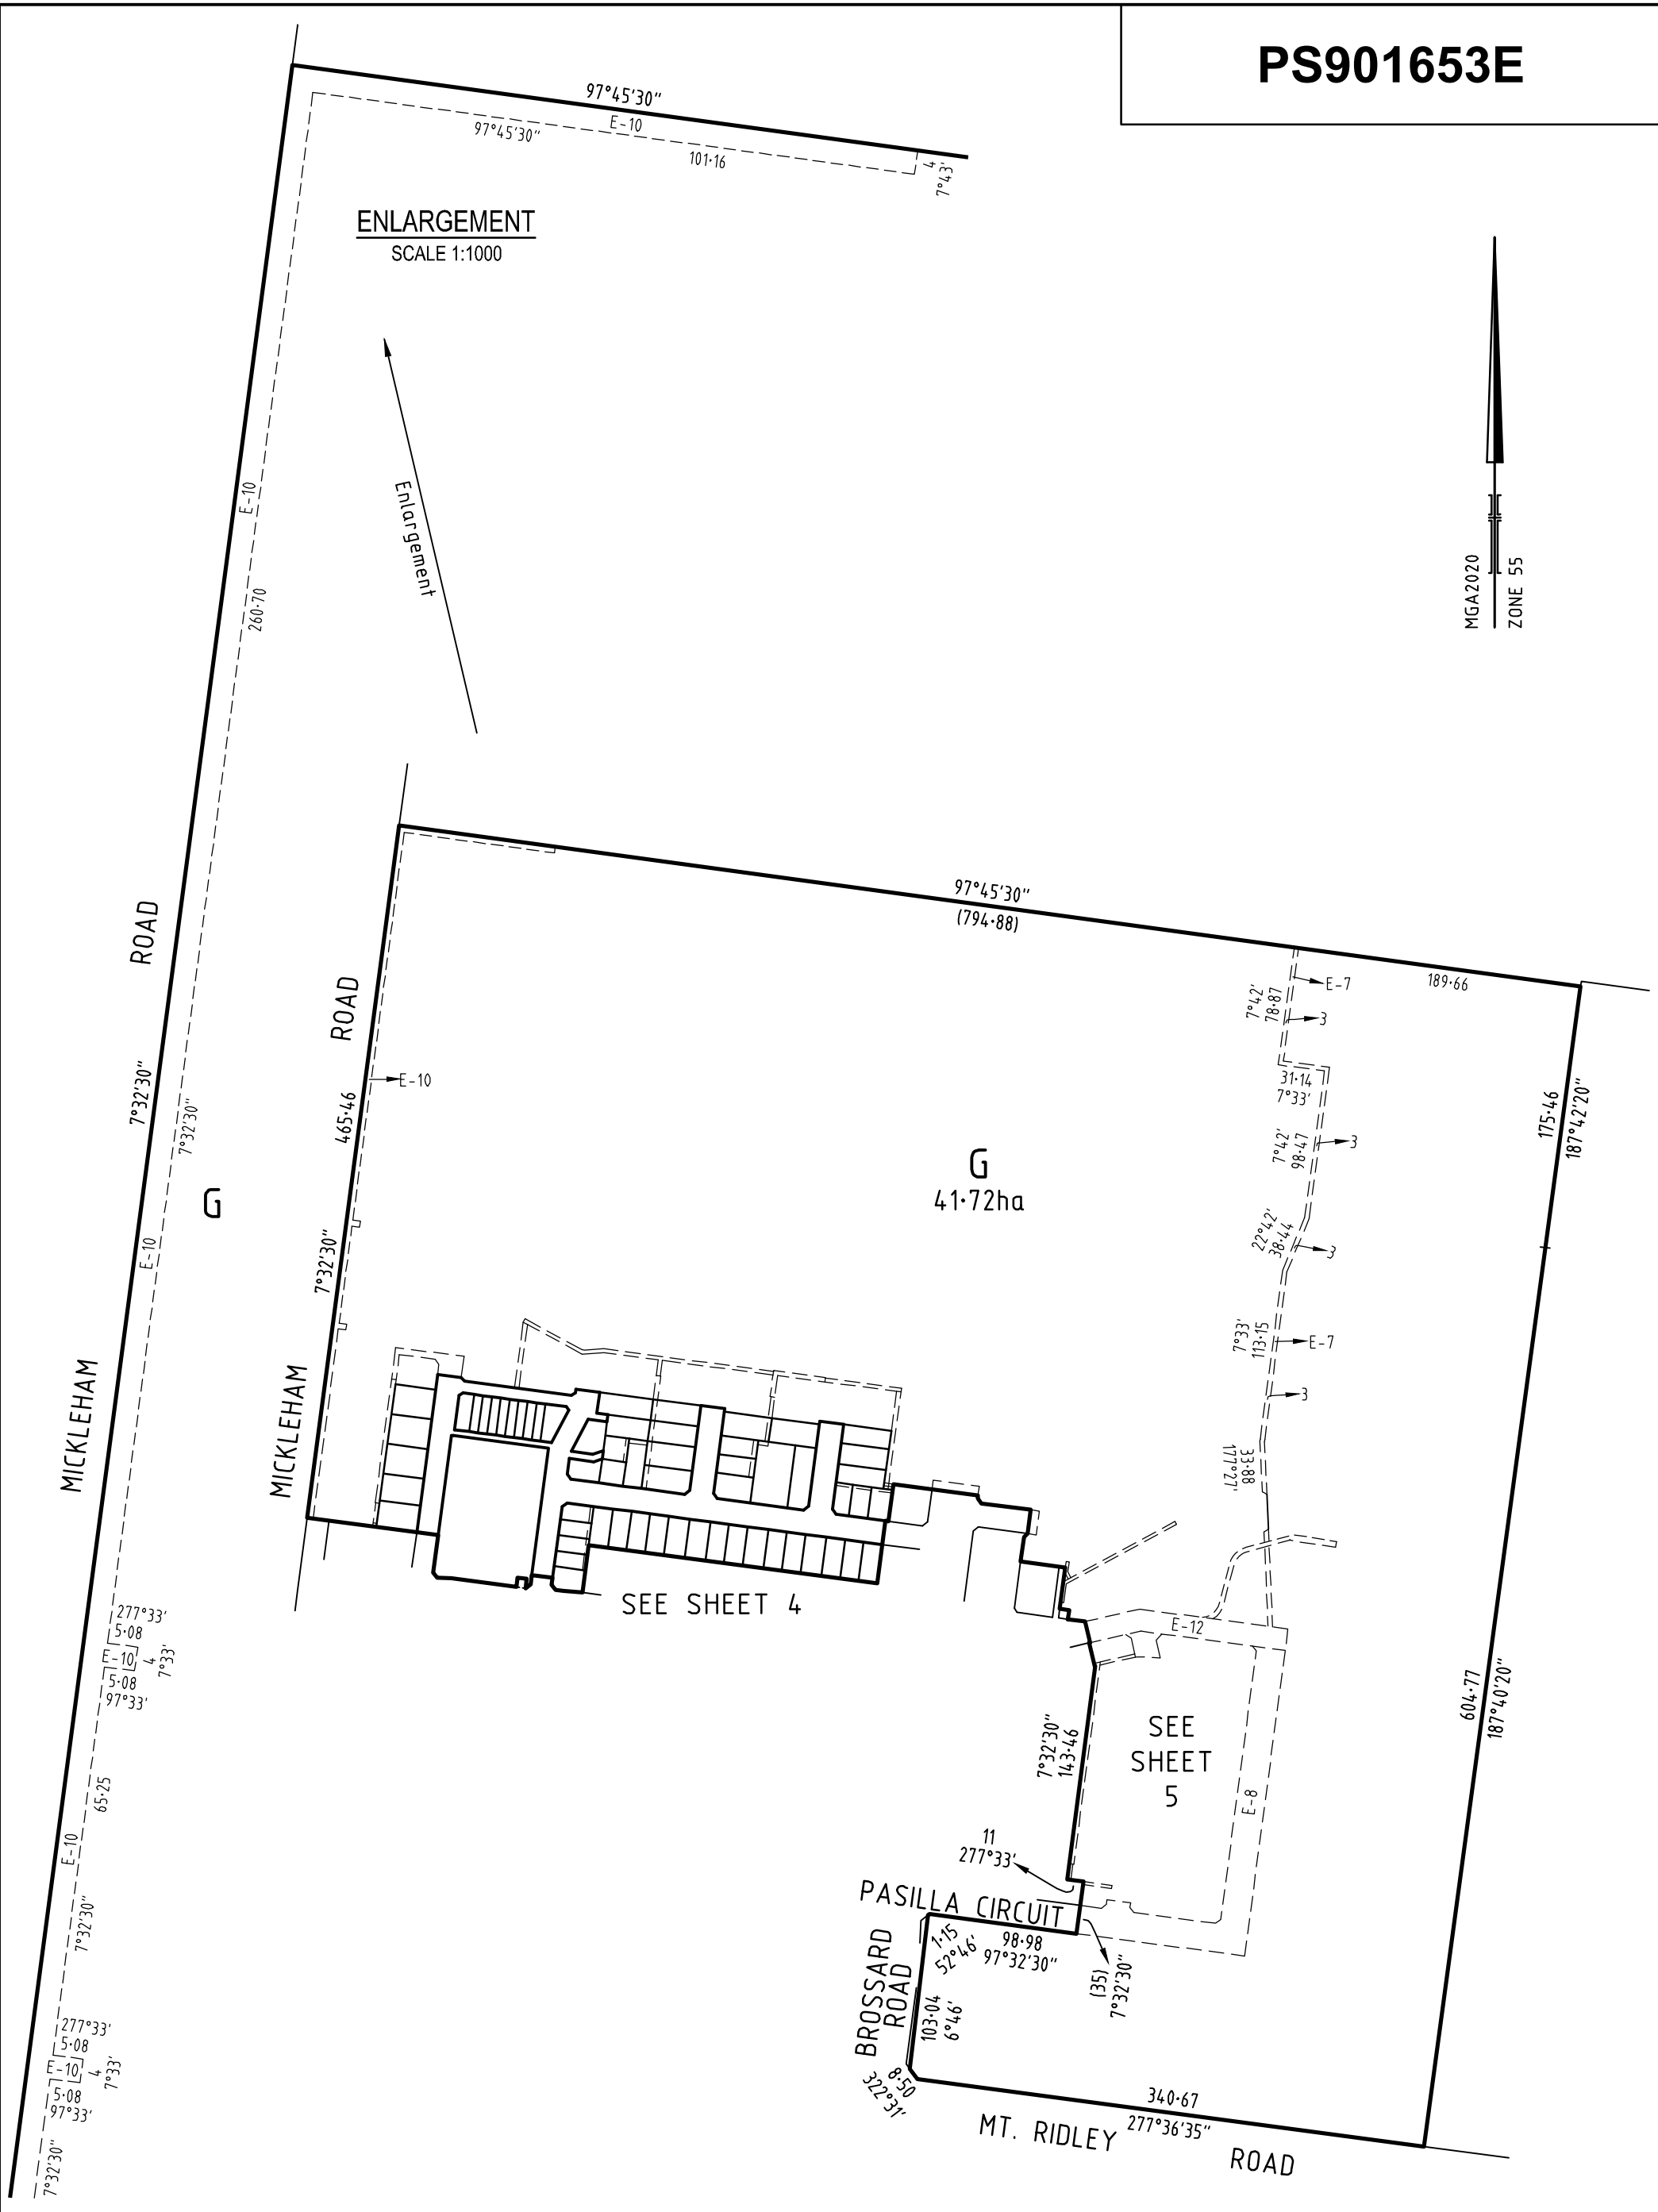 PS901653E
97°45'30"
E-10
97°45'30"
101·16
4
7°43'
ENLARGEMENT
SCALE 1:1000
Enlargement
E-10
260·70
MGA2020
ZONE 55
ROAD
7°32'30"
7°32'30"
G
E-10
MICKLEHAM
97°45'30"
(794·88)
189·66
ROAD
465·46
E-10
7°32'30"
MICKLEHAM
G
41·72ha
E-7
7°42'
78·87
3
31·14
7°33'
7°42'
98·47
3
22°42'
38·44
3
7°33'
113·15
E-7
3
33·88
177°27'
175·46
187°42'20"
604·77
187°40'20"
SEE SHEET 4
E-12
SEE
SHEET
5
E-8
7°32'30"
143·46
11
277°33'
PASILLA CIRCUIT
1·15
52°46'
98·98
97°32'30"
(35)
7°32'30"
BROSSARD
ROAD
103·04
6°46'
8·50
322°31'
340·67
277°36'35"
MT. RIDLEY
ROAD
277°33'
5·08
E-10
4
7°33'
5·08
97°33'
65·25
E-10
7°32'30"
277°33'
5·08
E-10
4
7°33'
5·08
97°33'
7°32'30"